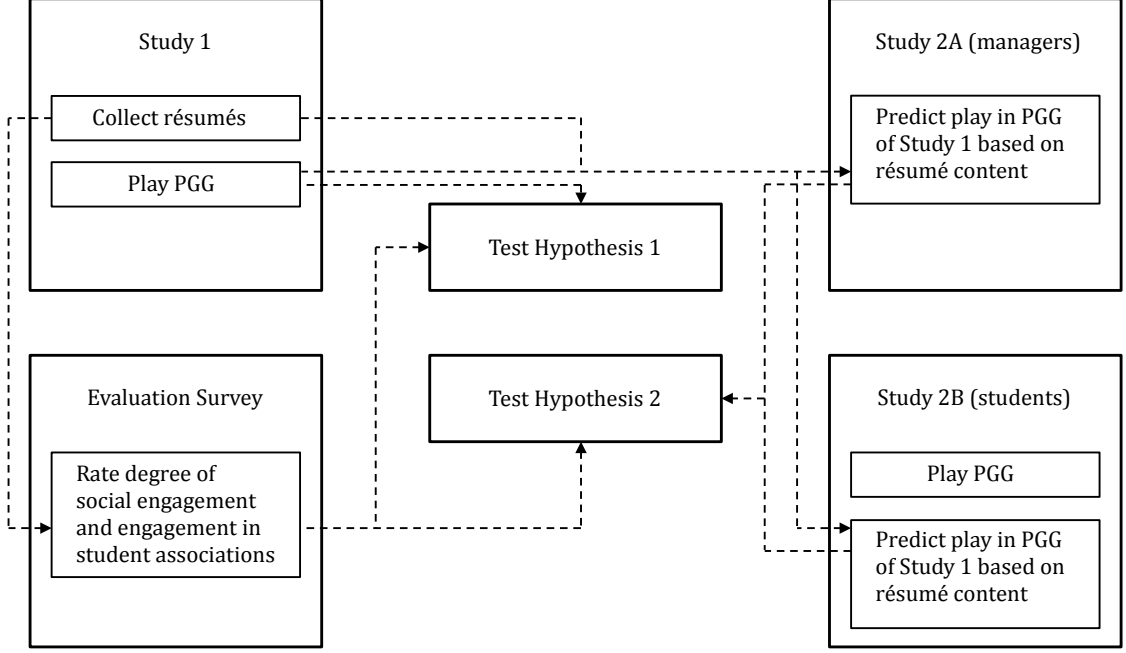 Study 1
Collect résumés
Play PGG
Study 2A (managers)
Predict play in PGG
of Study 1 based on
résumé content
Test Hypothesis 1
Evaluation Survey
Rate degree of
social engagement
and engagement in
student associations
Test Hypothesis 2
Study 2B (students)
Play PGG
Predict play in PGG
of Study 1 based on
résumé content